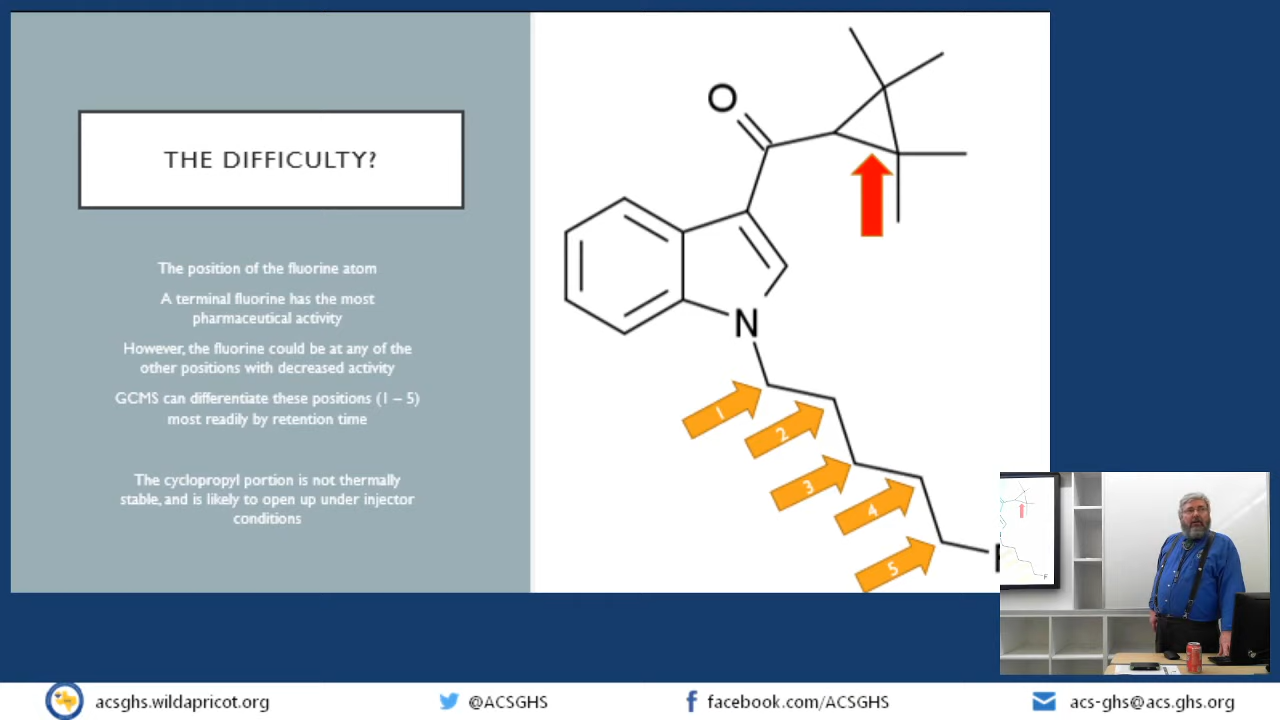 THE DIFFICULTY?
The position of the fluorine atom
A terminal fluorine has the most
pharmaceutical activity
However, the fluorine could be at any of the
other positions with decreased activity
GCMS can differentiate these positions (1 – 5)
most readily by retention time
The cyclopropyl portion is not thermally
stable, and is likely to open up under injector
conditions
O
N
1
2
3
4
5
F
acsghs.wildapricot.org
@ACSGHS
facebook.com/ACSGHS
acs-ghs@acs.ghs.org